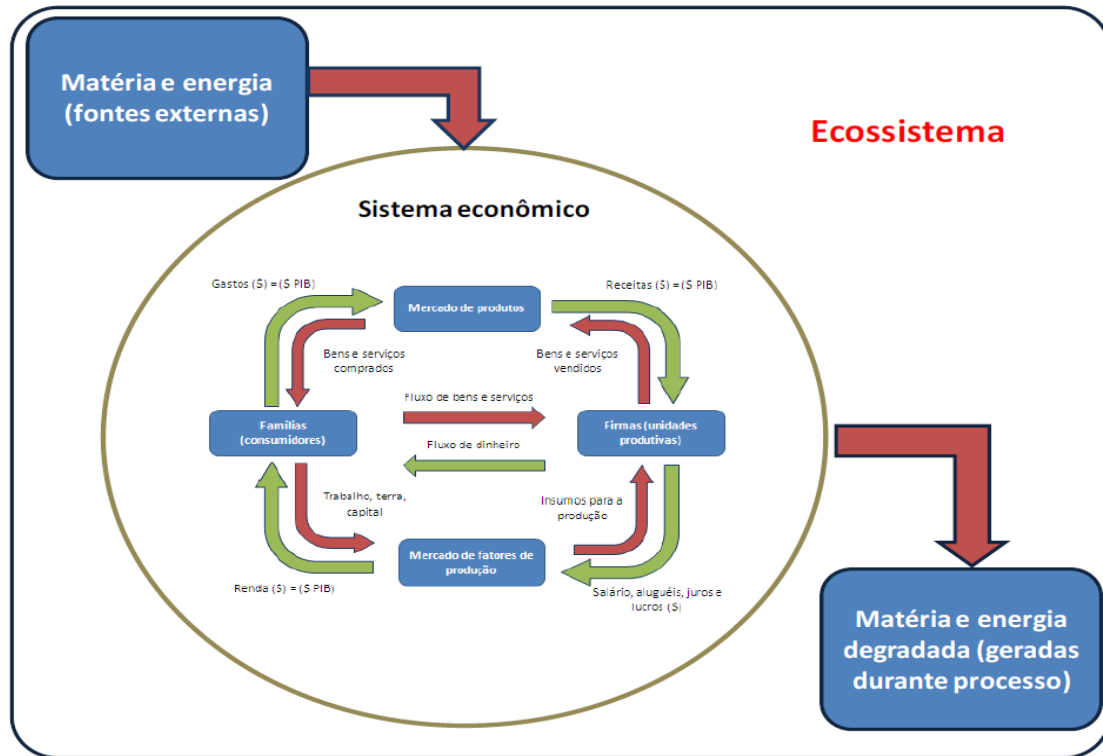 Matéria e energia
(fontes externas)
Ecossistema
Sistema econômico
Gastos ($) = ($ PIB)
Receitas ($) = ($ PIB)
Mercado de produtos
Bens e serviços
comprados
Bens e serviços
vendidos
Fluxo de bens e serviços
Famílias
(consumidores)
Firmas (unidades
produtivas)
Fluxo de dinheiro
Trabalho, terra,
capital
Insumos para a
produção
Mercado de fatores de
produção
Renda ($) = ($ PIB)
Salário, aluguéis, juros e
lucros ($)
Matéria e energia
degradada (geradas
durante processo)